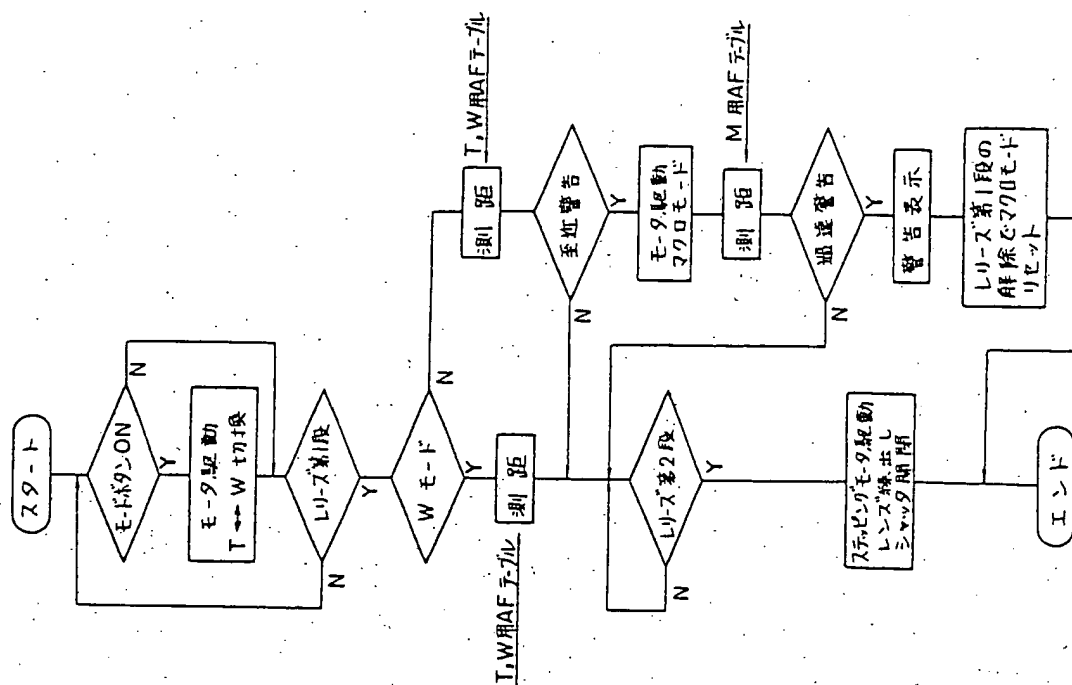 スタート
モードボタンON
N
Y
モータ駆動
T↔W切換
レリーズ第1段
N
Y
Wモード
N
Y
T,W用AFテーブル
測距
T,W用AFテーブル
測距
至近警告
N
Y
モータ駆動
マクロモード
M用AFテーブル
測距
過遠警告
N
Y
警告表示
レリーズ第1段の
解除でマクロモード
リセット
レリーズ第2段
N
Y
ステッピングモータ駆動
レンズ繰出し
シャッタ開閉
エンド